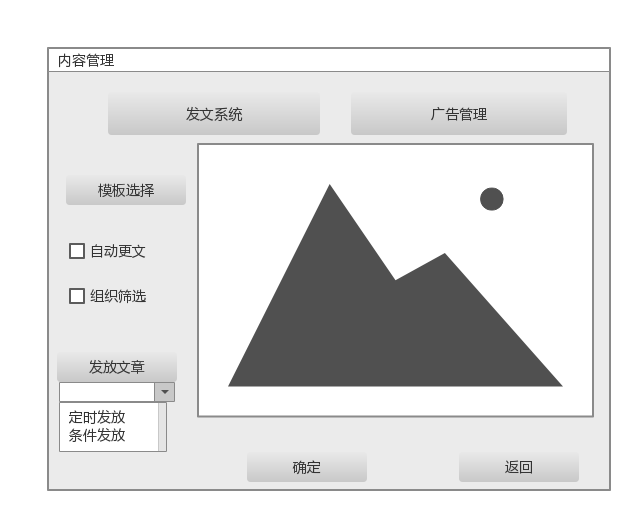 内容管理
发文系统
广告管理
模板选择
自动更文
组织筛选
发放文章
定时发放
条件发放
确定
返回